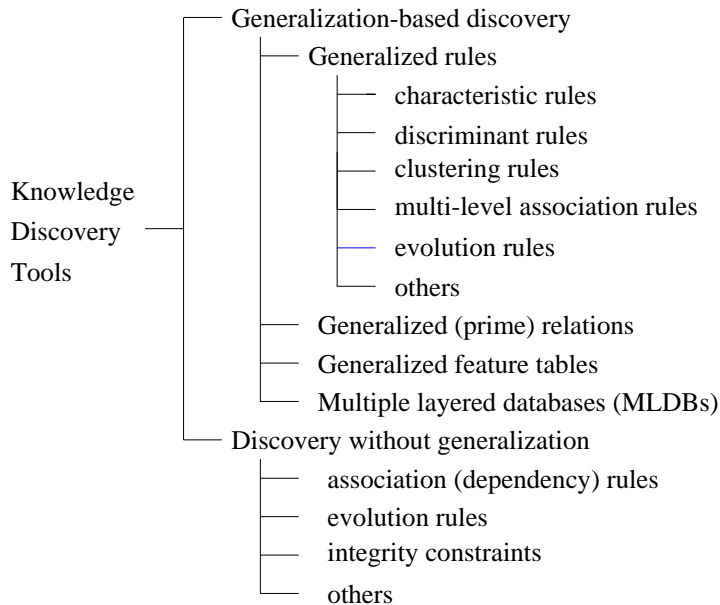 Generalization-based discovery
Generalized rules
characteristic rules
discriminant rules
clustering rules
Knowledge
multi-level association rules
Discovery
evolution rules
Tools
others
Generalized (prime) relations
Generalized feature tables
Multiple layered databases (MLDBs)
Discovery without generalization
association (dependency) rules
evolution rules
integrity constraints
others